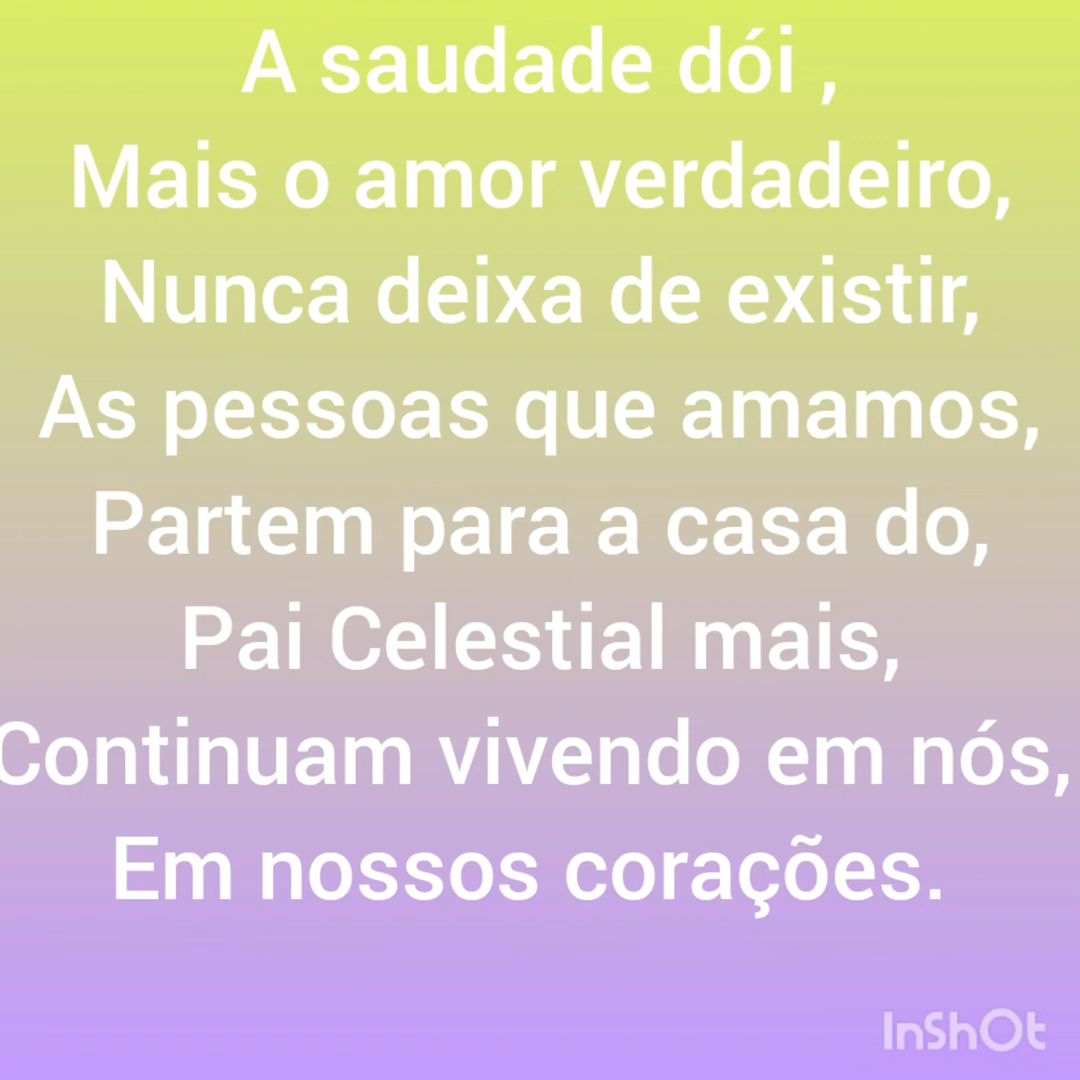 A saudade dói ,
Mais o amor verdadeiro,
Nunca deixa de existir,
As pessoas que amamos,
Partem para a casa do,
Pai Celestial mais,
Continuam vivendo em nós,
Em nossos corações.
InShOt